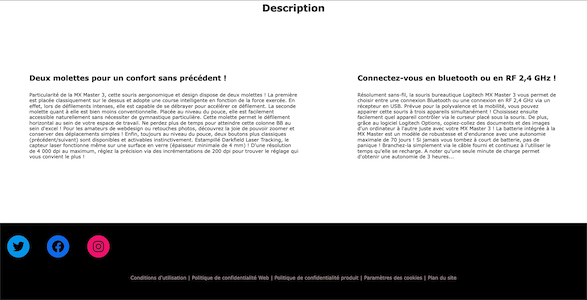 Description
Deux molettes pour un confort sans précédent !
Particularité de la MX Master 3, cette souris aergonomique et design dispose de deux molettes ! La première
est placée classiquement sur le dessus et adopte une course intelligente en fonction de la force exercée. En
effet, lors de défilements intenses, elle est capable de se débrayer pour accélérer ce défilement. La seconde
molette quant à elle est bien moins conventionnelle. Placée au niveau du pouce, elle est facilement
accessible naturellement sans nécessiter de gymnastique particulière. Cette molette permet le défilement
horizontal au sein de votre espace de travail. Ne perdez plus de temps pour atteindre cette colonne BB au
sein d'excel ! Pour les amateurs de webdesign ou retouches photos, découvrez la joie de pouvoir zoomer et
conserver des déplacements simples ! Enfin, toujours au niveau du pouce, deux boutons plus classiques
(précédent/suivant) sont disponibles et activables instinctivement. Estampillé Darkfield Laser Tracking, le
capteur laser fonctionne même sur une surface en verre (épaisseur minimale de 4 mm) ! D'une résolution
de 4 000 dpi au maximum, réglez la précision via des incrémentations de 200 dpi pour trouver le réglage qui
vous convient le plus !
Connectez-vous en bluetooth ou en RF 2,4 GHz !
Résolument sans-fil, la souris bureautique Logitech MX Master 3 vous permet de
choisir entre une connexion Bluetooth ou une connexion en RF 2,4 GHz via un
récepteur en USB. Prévue pour la polyvalence et la mobilité, vous pouvez
appairer cette souris à trois appareils simultanément ! Choisissez ensuite
facilement quel appareil contrôler via le curseur placé sous la souris. De plus,
grâce au logiciel Logitech Options, copiez-collez des documents et des images
d'un ordinateur à l'autre juste avec votre MX Master 3 ! La batterie intégrée à la
MX Master est un modèle de robustesse et d'endurance avec une autonomie
maximale de 70 jours ! Si jamais vous tombez à court de batterie, pas de
panique ! Branchez-la simplement via le câble fourni et continuez à l'utiliser le
temps qu'elle se recharge. A noter qu'une seule minute de charge permet
d'obtenir une autonomie de 3 heures...
Conditions d'utilisation | Politique de confidentialité Web | Politique de confidentialité produit | Paramètres des cookies | Plan du site